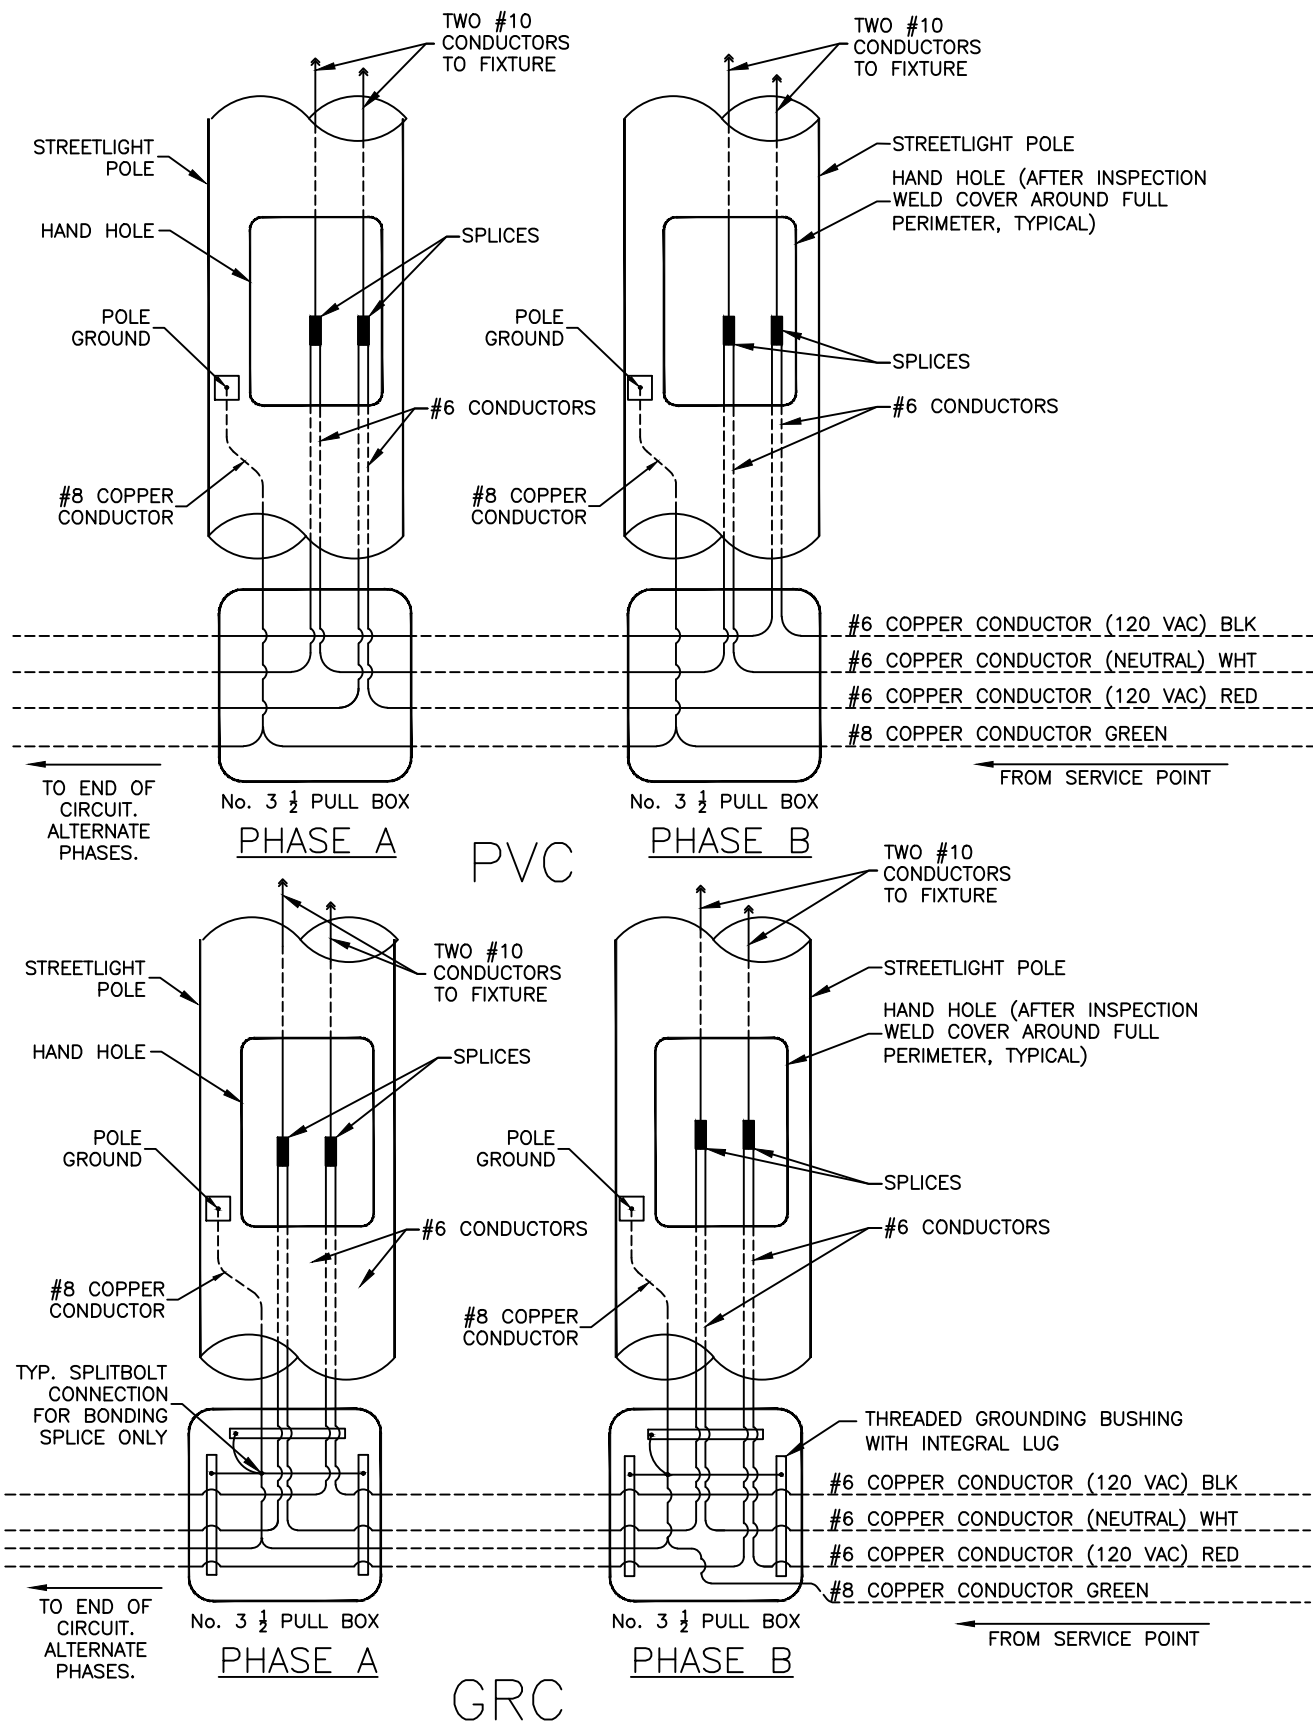 TWO #10
CONDUCTORS
TO FIXTURE
STREETLIGHT
POLE
HAND HOLE
SPLICES
POLE
GROUND
#6 CONDUCTORS
#8 COPPER
CONDUCTOR
TWO #10
CONDUCTORS
TO FIXTURE
STREETLIGHT POLE
HAND HOLE (AFTER INSPECTION
WELD COVER AROUND FULL
PERIMETER, TYPICAL)
POLE
GROUND
SPLICES
#6 CONDUCTORS
#8 COPPER
CONDUCTOR
#6 COPPER CONDUCTOR (120 VAC) BLK
#6 COPPER CONDUCTOR (NEUTRAL) WHT
#6 COPPER CONDUCTOR (120 VAC) RED
#8 COPPER CONDUCTOR GREEN
TO END OF
CIRCUIT.
ALTERNATE
PHASES.
FROM SERVICE POINT
No. 3 1/2 PULL BOX
PHASE A
No. 3 1/2 PULL BOX
PHASE B
PVC
TWO #10
CONDUCTORS
TO FIXTURE
STREETLIGHT
POLE
HAND HOLE
SPLICES
POLE
GROUND
#6 CONDUCTORS
#8 COPPER
CONDUCTOR
TYP. SPLITBOLT
CONNECTION
FOR BONDING
SPLICE ONLY
TWO #10
CONDUCTORS
TO FIXTURE
STREETLIGHT POLE
HAND HOLE (AFTER INSPECTION
WELD COVER AROUND FULL
PERIMETER, TYPICAL)
POLE
GROUND
SPLICES
#6 CONDUCTORS
#8 COPPER
CONDUCTOR
THREADED GROUNDING BUSHING
WITH INTEGRAL LUG
#6 COPPER CONDUCTOR (120 VAC) BLK
#6 COPPER CONDUCTOR (NEUTRAL) WHT
#6 COPPER CONDUCTOR (120 VAC) RED
#8 COPPER CONDUCTOR GREEN
TO END OF
CIRCUIT.
ALTERNATE
PHASES.
FROM SERVICE POINT
No. 3 1/2 PULL BOX
PHASE A
No. 3 1/2 PULL BOX
PHASE B
GRC